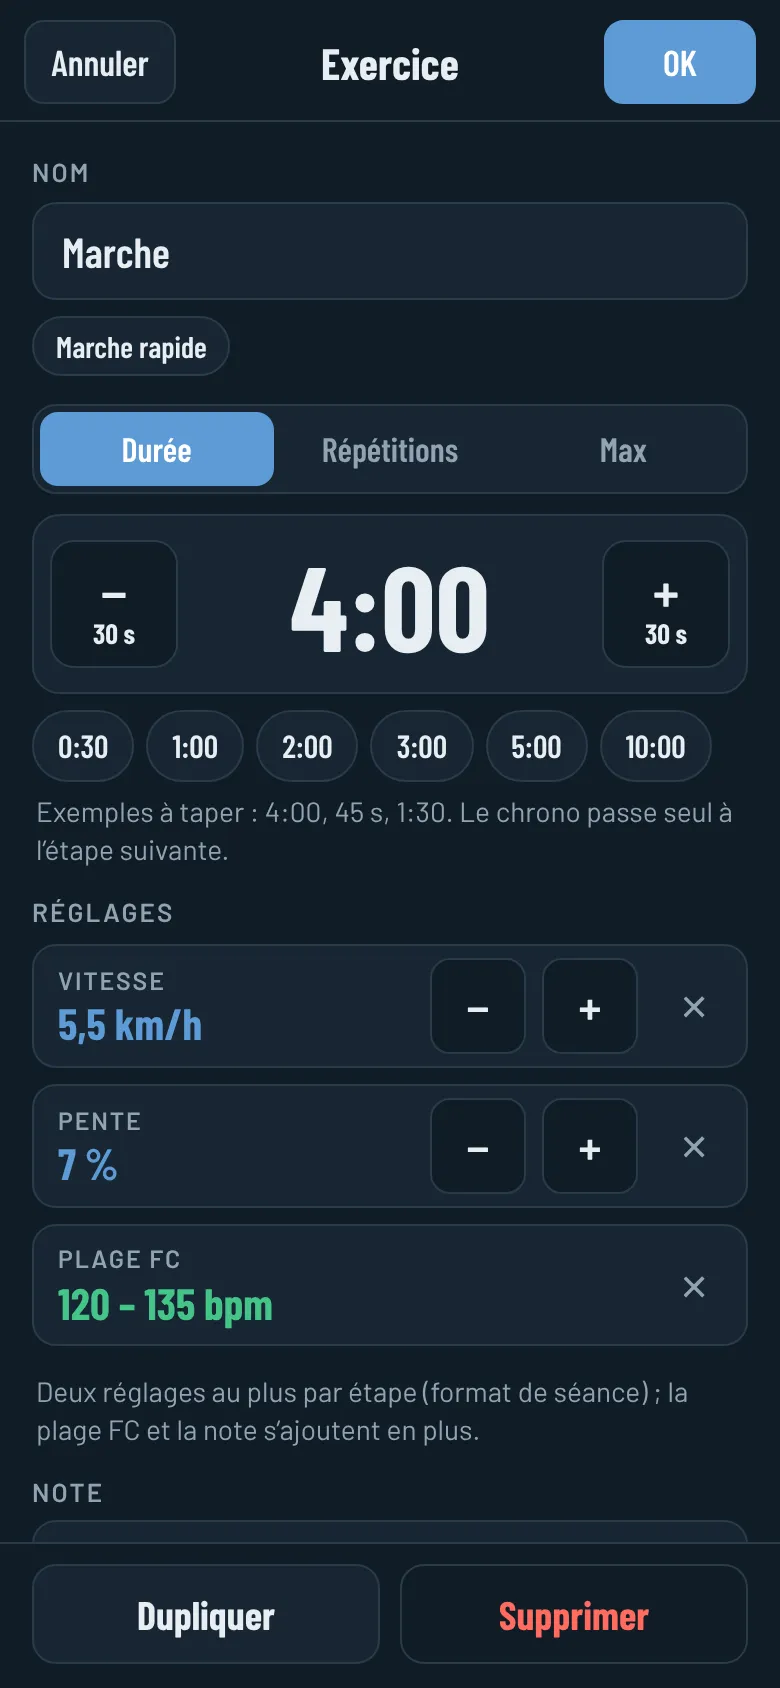 Annuler
Exercice
OK
NOM
Marche
Marche rapide
Durée
Répétitions
Max
–
30 s
4:00
+
30 s
0:30
1:00
2:00
3:00
5:00
10:00
Exemples à taper : 4:00, 45 s, 1:30. Le chrono passe seul à
l’étape suivante.
RÉGLAGES
VITESSE
5,5 km/h
–
+
×
PENTE
7 %
–
+
×
PLAGE FC
120 – 135 bpm
×
Deux réglages au plus par étape (format de séance) ; la
plage FC et la note s’ajoutent en plus.
NOTE
Dupliquer
Supprimer